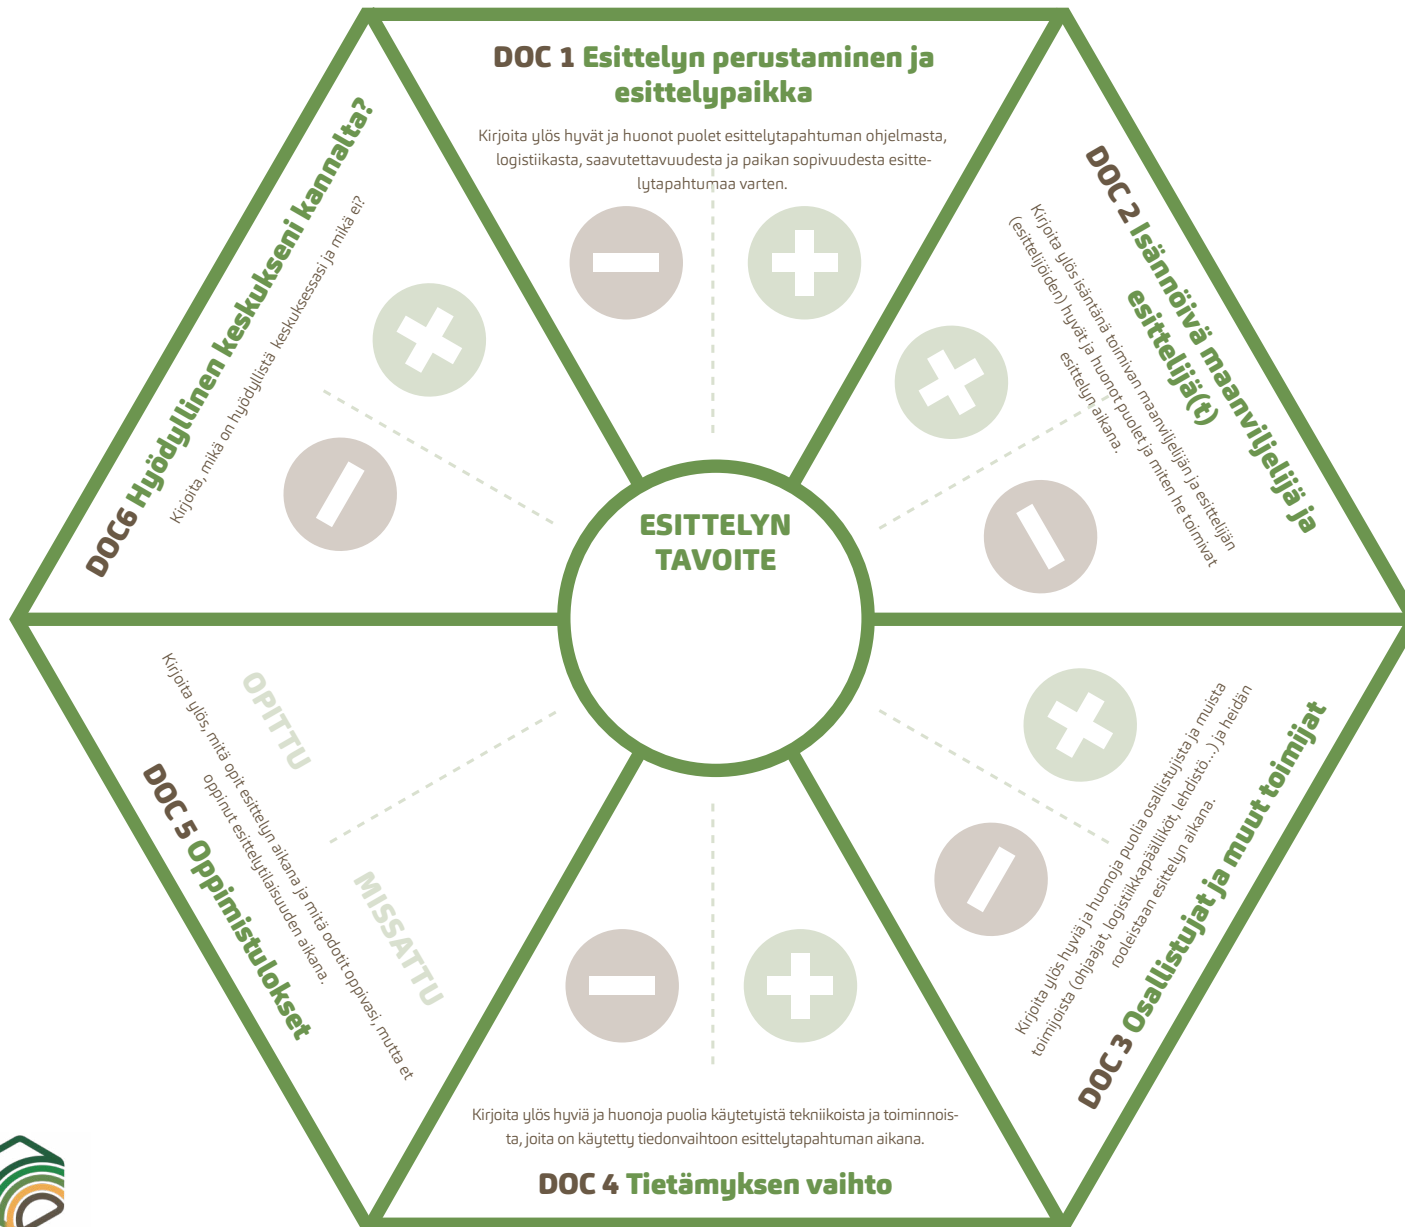 DOC 1 Esittelyn perustaminen ja
esittelypaikka
Kirjoita ylös hyvät ja huonot puolet esittelytapahtuman ohjelmasta,
logistiikasta, saavutettavuudesta ja paikan sopivuudesta esitte-
lytapahtumaa varten.
DOC 2 Isännöivä maanviljelijä ja
esittelijä(t)
Kirjoita ylös isäntänä toimivan maanviljelijän ja esittelijän
(esittelijöiden) hyvät ja huonot puolet ja miten he toimivat
esittelyn aikana.
Kirjoita ylös hyviä ja huonoja puolia osallistujista ja muista
toimijoista (ohjaajat, logistiikkapäälliköt, lehdistö...) ja heidän
rooleistaan esittelyn aikana.
DOC 3 Osallistujat ja muut toimijat
Kirjoita ylös hyviä ja huonoja puolia käytetyistä tekniikoista ja toiminnois-
ta, joita on käytetty tiedonvaihtoon esittelytapahtuman aikana.
DOC 4 Tietämyksen vaihto
OPITTU
MISSATTU
Kirjoita ylös, mitä opit esittelyn aikana ja mitä odotit oppivasi, mutta et
oppinut esittelytilaisuuden aikana.
DOC 5 Oppimistulokset
DOC6 Hyödyllinen keskukseni kannalta?
Kirjoita, mikä on hyödyllistä keskuksessasi ja mikä ei?
ESITTELYN
TAVOITE